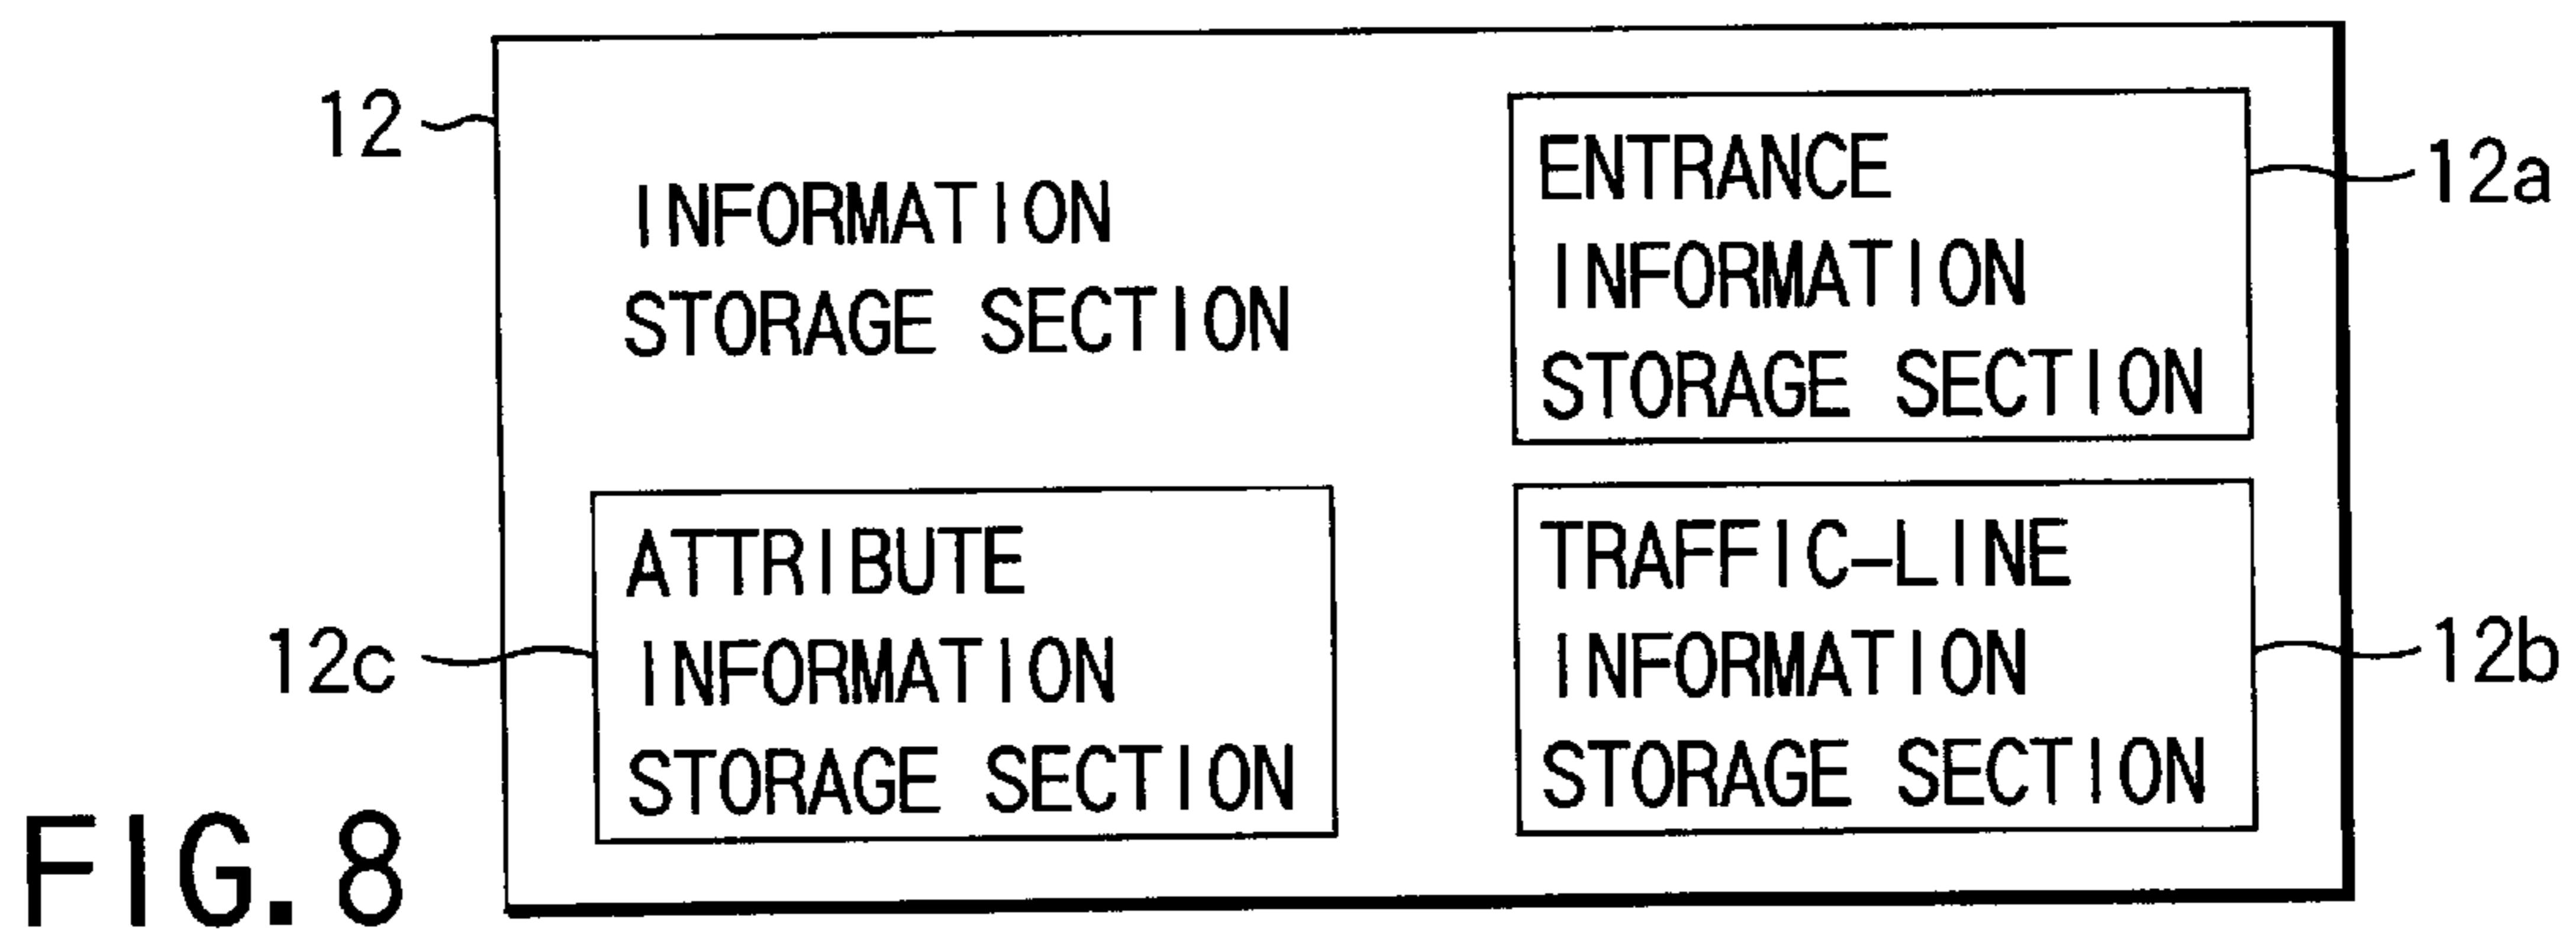 12
INFORMATION
STORAGE SECTION
ENTRANCE
INFORMATION
STORAGE SECTION
12a
ATTRIBUTE
INFORMATION
STORAGE SECTION
12c
TRAFFIC-LINE
INFORMATION
STORAGE SECTION
12b
FIG. 8